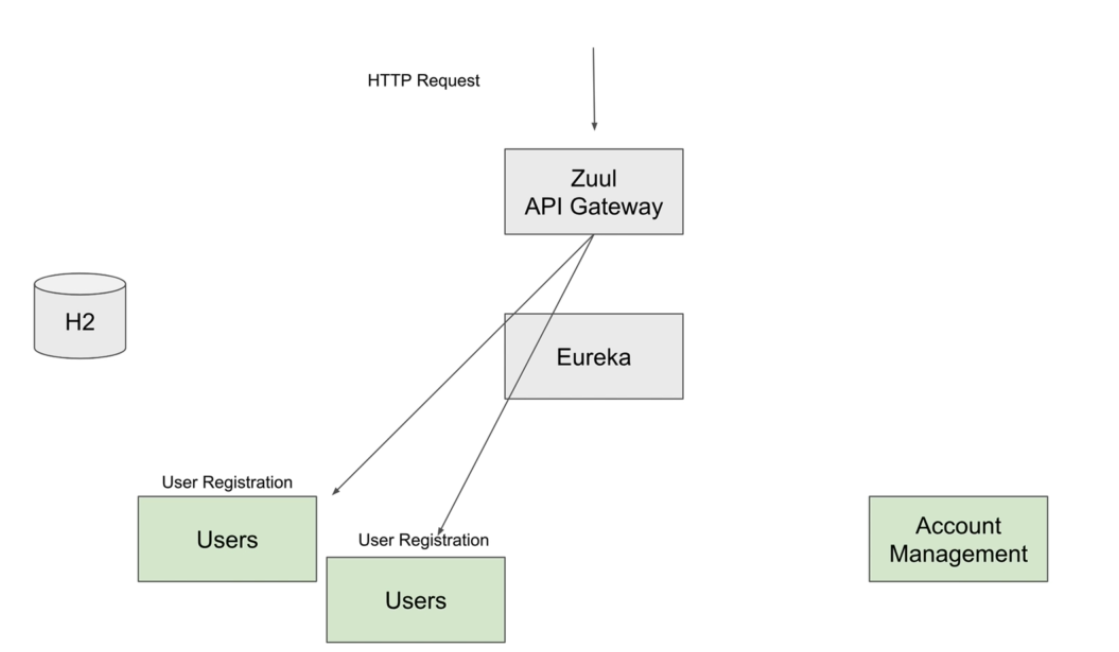 HTTP Request
Zuul
API Gateway
H2
Eureka
User Registration
Users
User Registration
Users
Account
Management